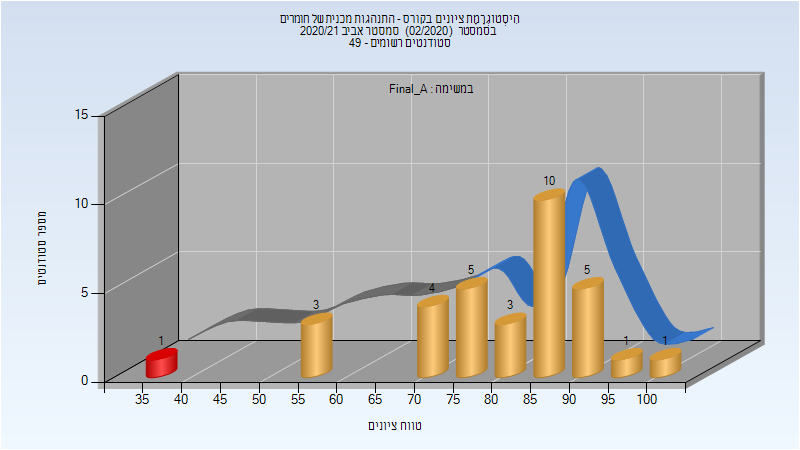 היסטוגרמת ציונים בקורס - התנהגות מכנית של חומרים
בסמסטר (02/2020) סמסטר אביב 2020/21
סטודנטים רשומים - 49
במשימה : Final_A
15
10
5
0
מספר סטודנטים
1
3
4
5
3
10
5
1
1
35 40 45 50 55 60 65 70 75 80 85 90 95 100
טווח ציונים